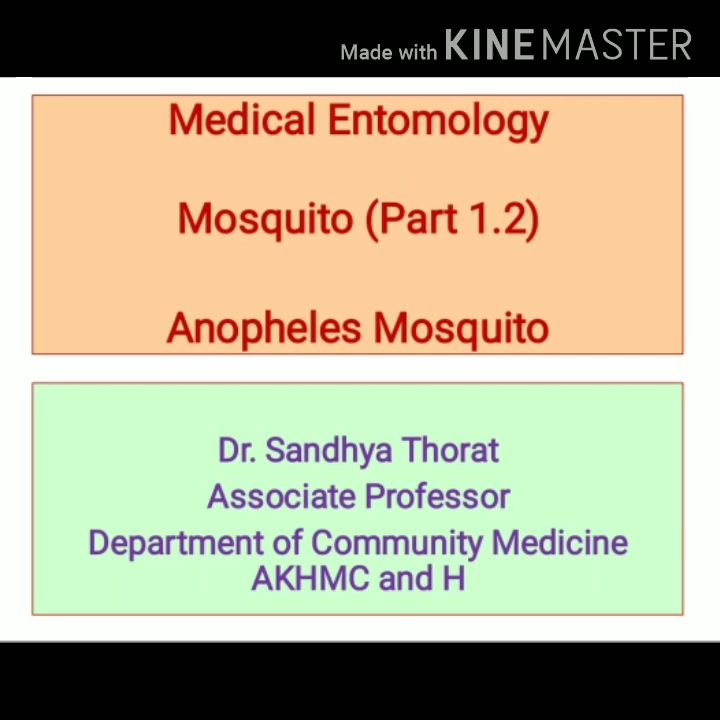 Made with KINEMASTER
Medical Entomology
Mosquito (Part 1.2)
Anopheles Mosquito
Dr. Sandhya Thorat
Associate Professor
Department of Community Medicine
AKHMC and H